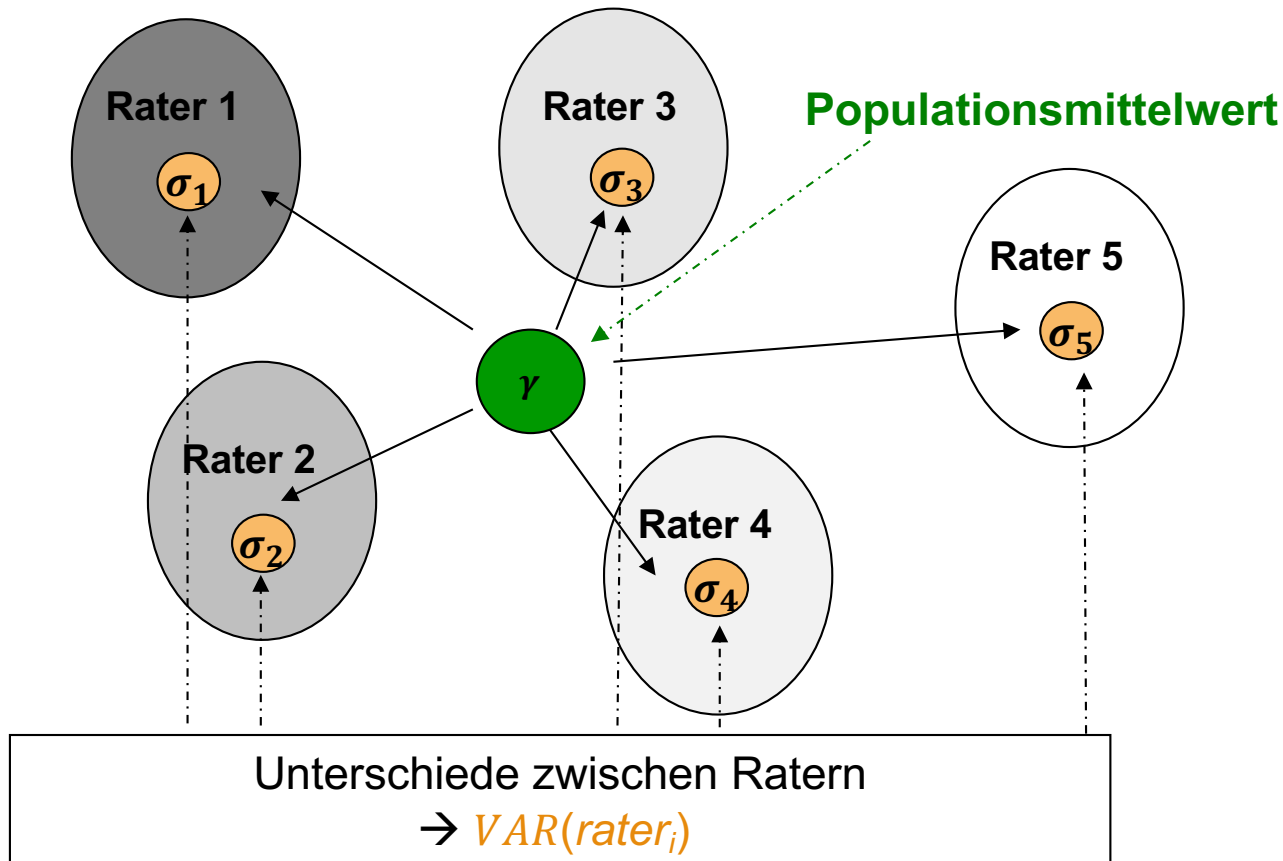 Rater 1
σ₁
Rater 3
σ₃
Populationsmittelwert
Rater 5
σ₅
γ
Rater 2
σ₂
Rater 4
σ₄
Unterschiede zwischen Ratern
→ VAR(raterᵢ)